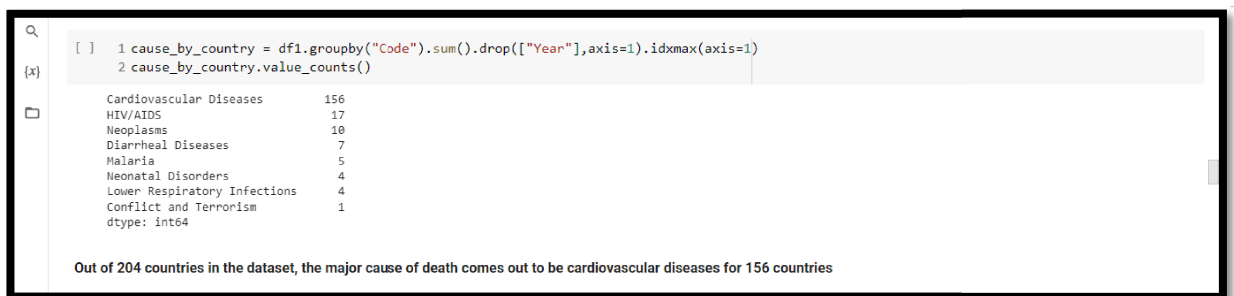 [ ] 1 cause_by_country = df1.groupby("Code").sum().drop(["Year"],axis=1).idxmax(axis=1)
{x} 2 cause_by_country.value_counts()
Cardiovascular Diseases 156
HIV/AIDS 17
Neoplasms 10
Diarrheal Diseases 7
Malaria 5
Neonatal Disorders 4
Lower Respiratory Infections 4
Conflict and Terrorism 1
dtype: int64
Out of 204 countries in the dataset, the major cause of death comes out to be cardiovascular diseases for 156 countries